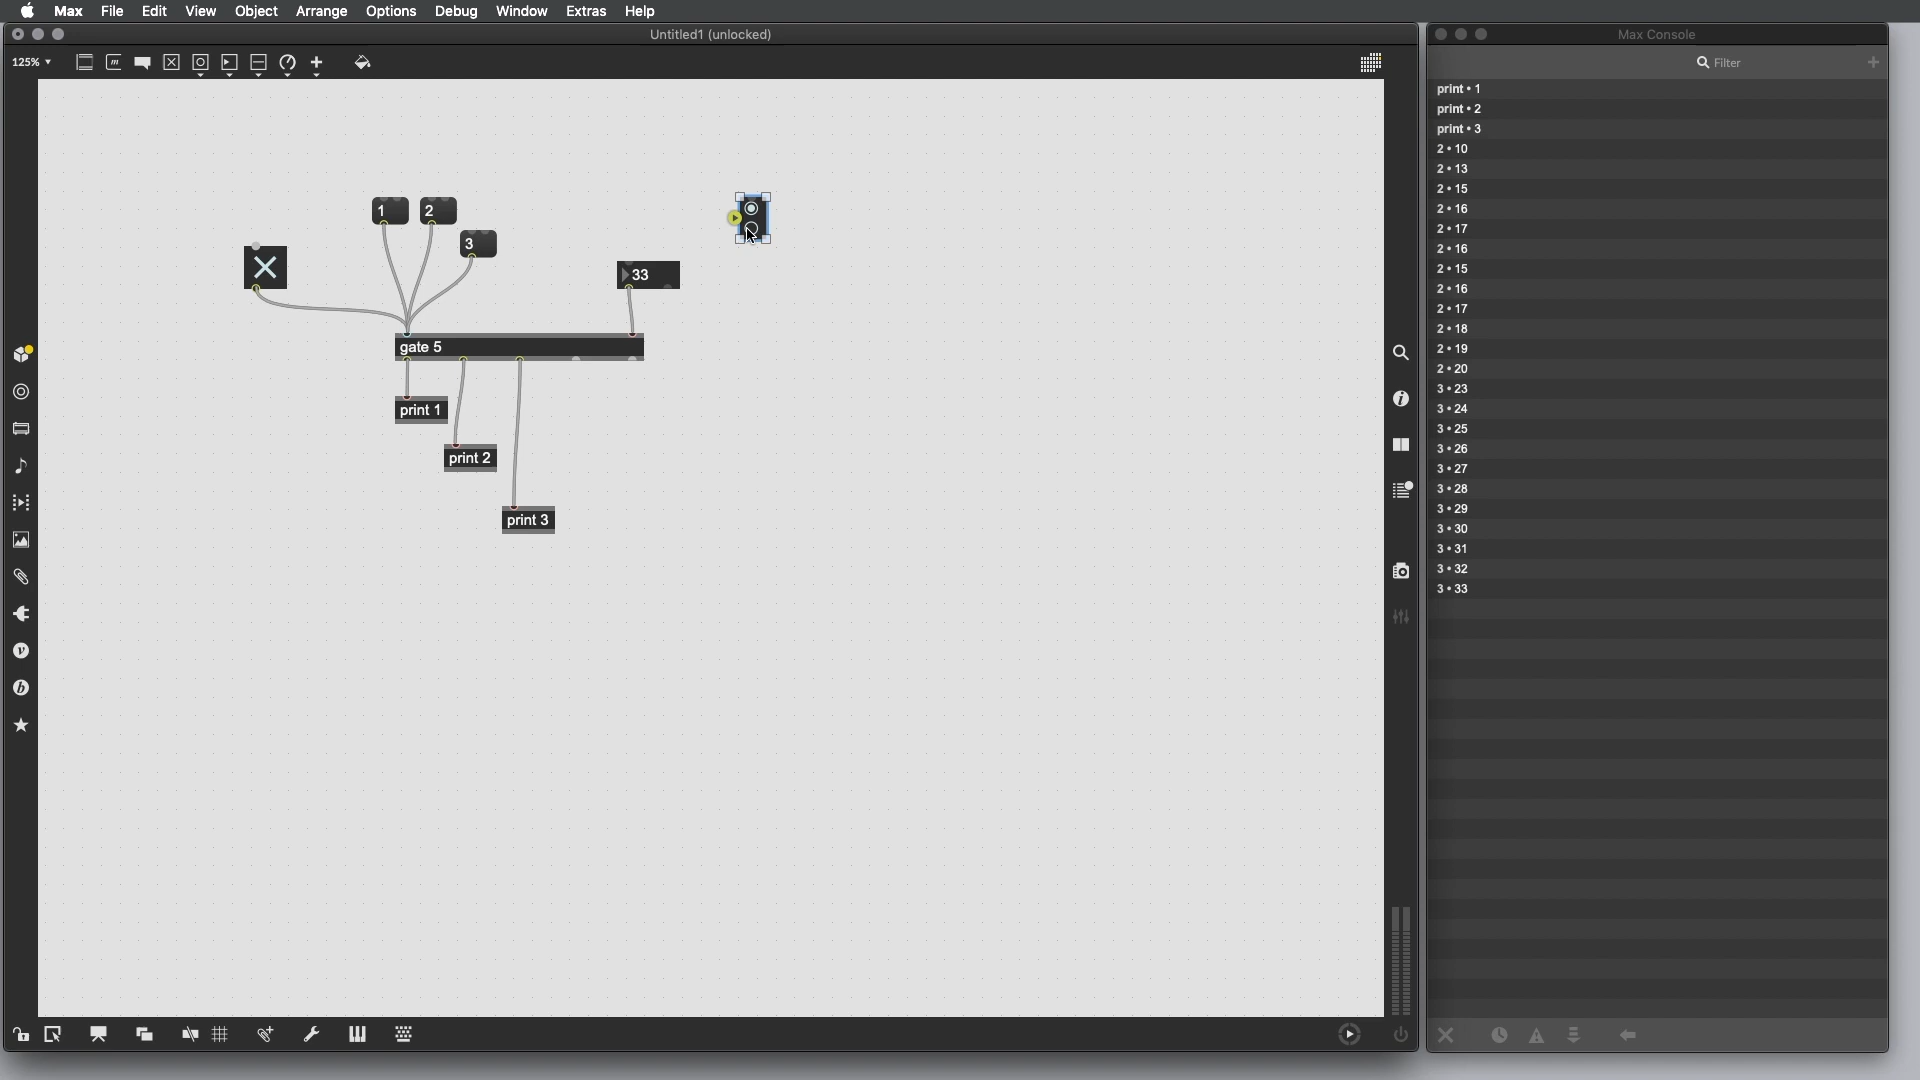 Max File Edit View Object Arrange Options Debug Window Extras Help
Untitled1 (unlocked)
Max Console
125%
Filter
print • 1
print • 2
print • 3
2 • 10
2 • 13
2 • 15
2 • 16
2 • 17
2 • 16
2 • 15
2 • 16
2 • 17
2 • 18
2 • 19
2 • 20
3 • 23
3 • 24
3 • 25
3 • 26
3 • 27
3 • 28
3 • 29
3 • 30
3 • 31
3 • 32
3 • 33
1
2
3
33
gate 5
print 1
print 2
print 3